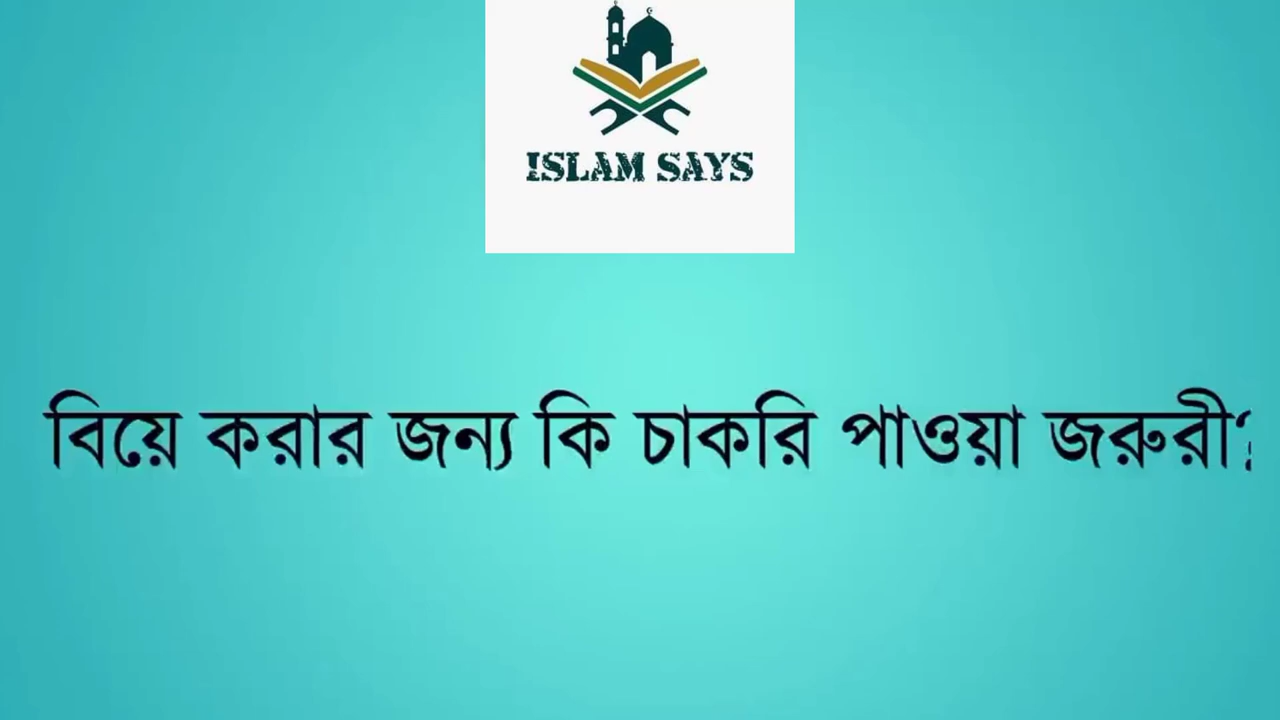 ISLAM SAYS
বিয়ে করার জন্য কি চাকরি পাওয়া জরুরী?